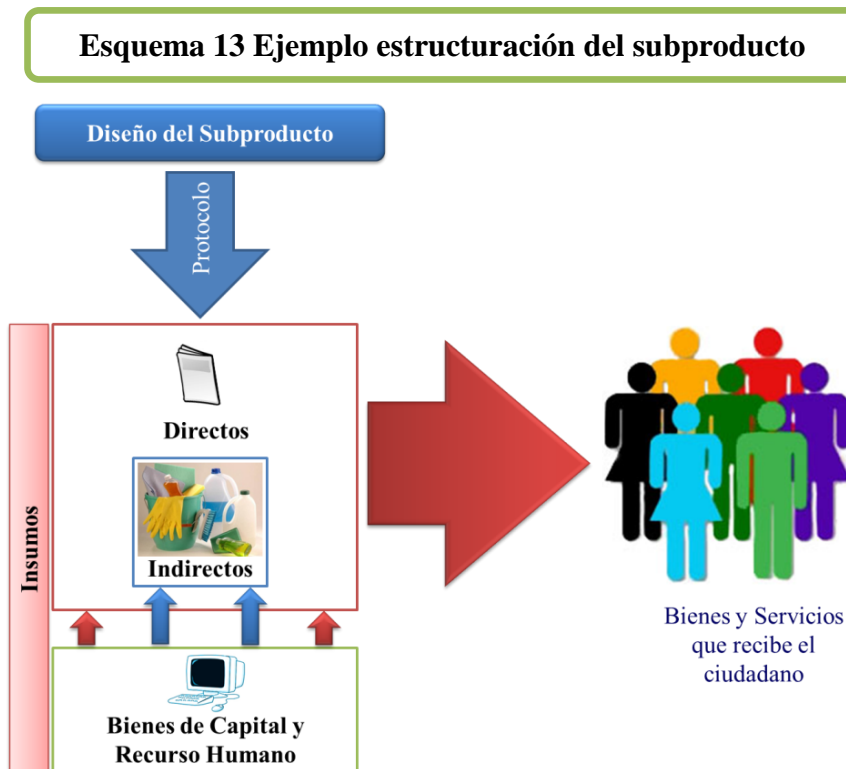 Esquema 13 Ejemplo estructuración del subproducto
Diseño del Subproducto
Protocolo
Insumos
Directos
Indirectos
Bienes de Capital y
Recurso Humano
Bienes y Servicios
que recibe el
ciudadano